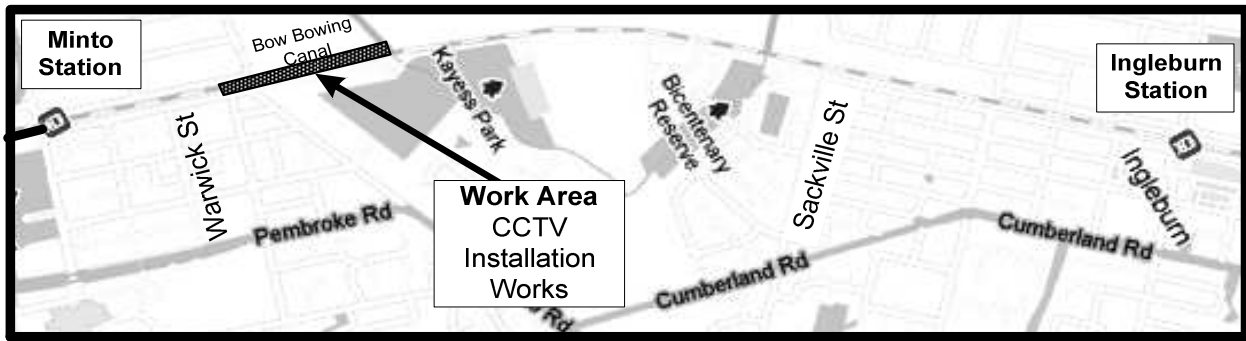 Minto
Station
Bow Bowing
Canal
Kayess Park
Bicentenary
Reserve
Ingleburn
Station
Warwick St
Sackville St
Ingleburn
Pembroke Rd
Work Area
CCTV
Installation
Works
Rd
Cumberland Rd
Cumberland Rd